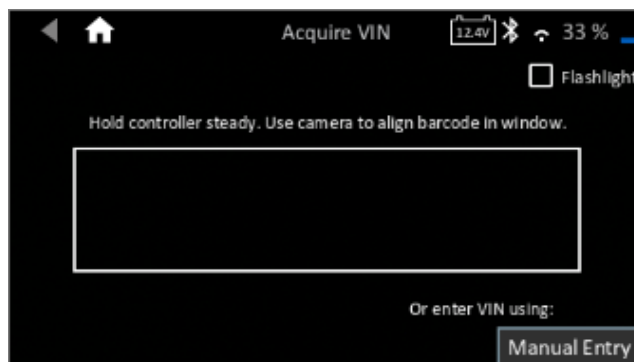 Acquire VIN 12.4V 33 %
Flashlight
Hold controller steady. Use camera to align barcode in window.
Or enter VIN using:
Manual Entry